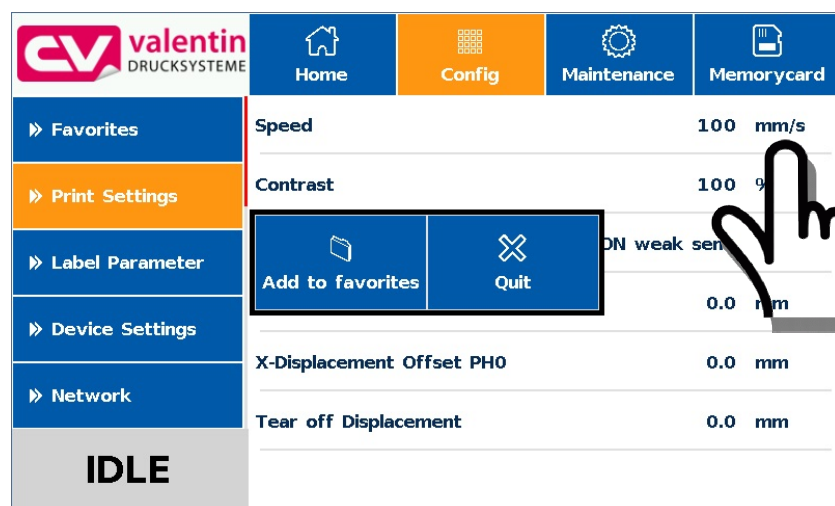 valentin
DRUCKSYSTEME
Home
Config
Maintenance
Memorycard
Favorites
Print Settings
Label Parameter
Device Settings
Network
IDLE
Speed 100 mm/s
Contrast 100 %
ON weak
Add to favorites
Quit
0.0 mm
X-Displacement Offset PH0 0.0 mm
Tear off Displacement 0.0 mm